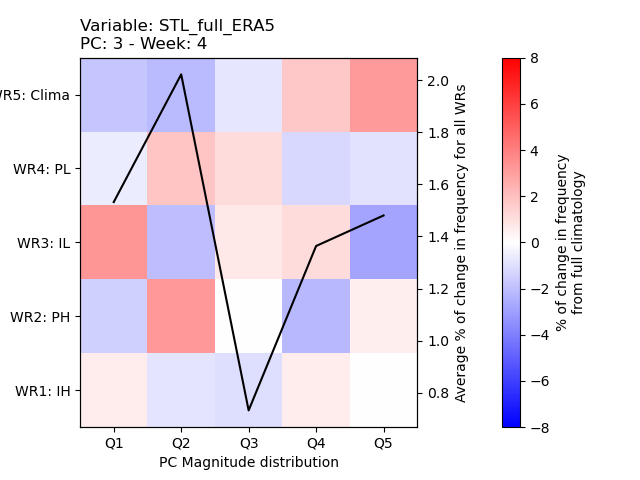 Variable: STL_full_ERA5
PC: 3 - Week: 4
WR5: Clima
WR4: PL
WR3: IL
WR2: PH
WR1: IH
Q1 Q2 Q3 Q4 Q5
PC Magnitude distribution
2.0
1.8
1.6
1.4
1.2
1.0
0.8
Average % of change in frequency for all WRs
8
6
4
2
0
−2
−4
−6
−8
% of change in frequency
from full climatology